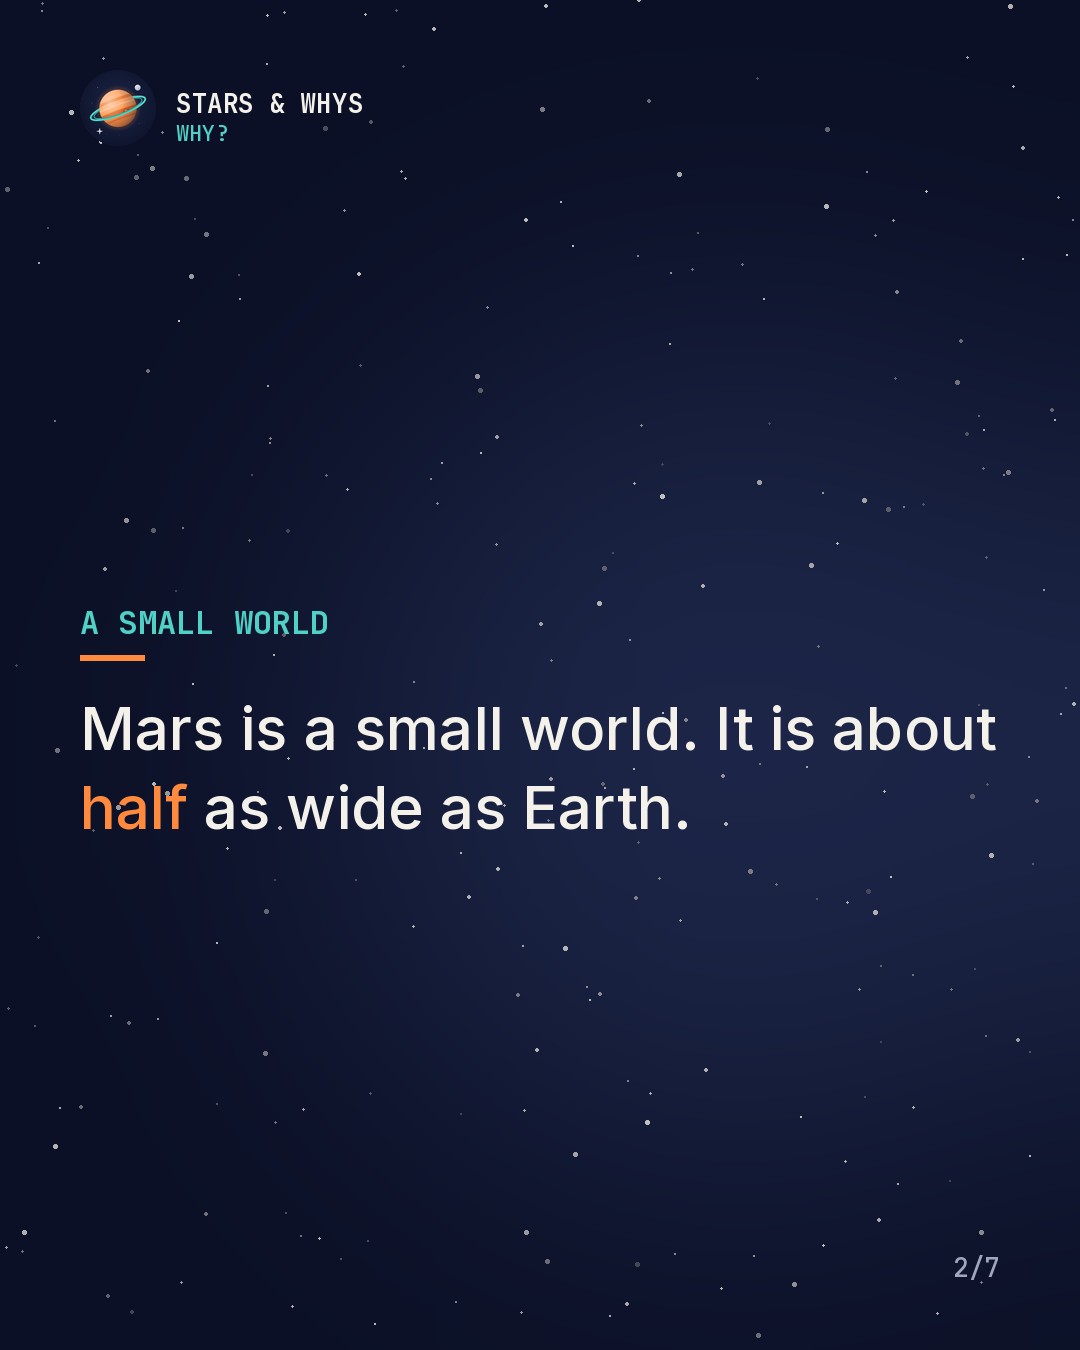 STARS & WHYS
WHY?
A SMALL WORLD
Mars is a small world. It is about
half as wide as Earth.
2/7